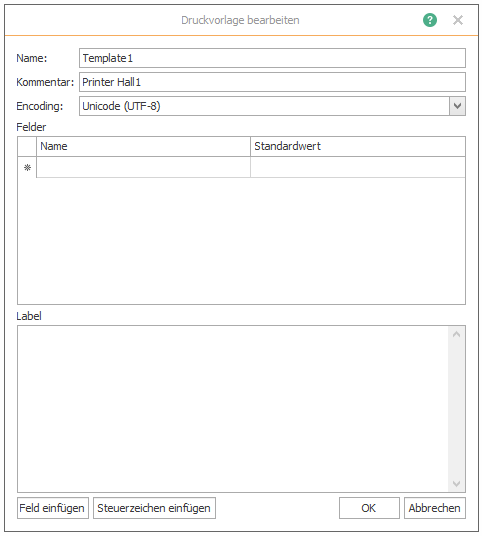 Druckvorlage bearbeiten ?
Name: Template1
Kommentar: Printer Hall1
Encoding: Unicode (UTF-8)
Felder
Name Standardwert
Label
Feld einfügen Steuerzeichen einfügen OK Abbrechen